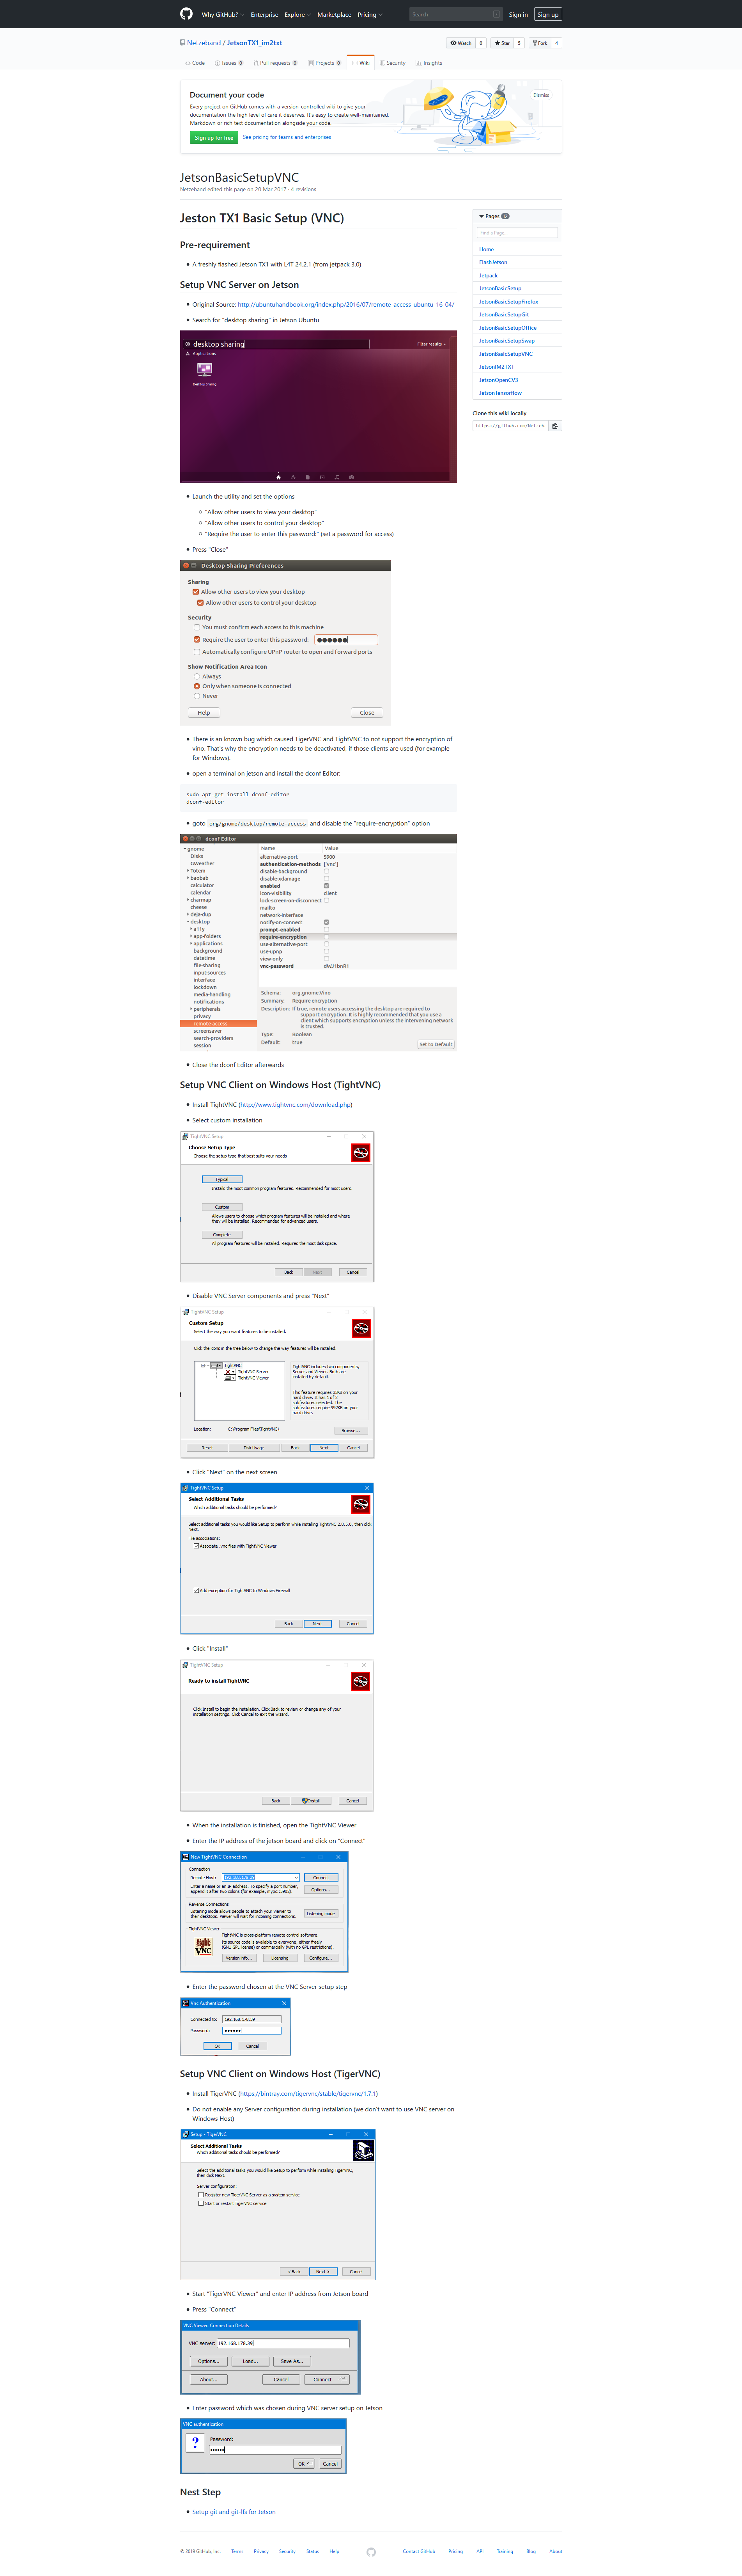 Why GitHub? Enterprise Explore Marketplace Pricing Search / Sign in Sign up
Netzeband / JetsonTX1_im2txt
Watch 0 Star 5 Fork 4
Code Issues 0 Pull requests 0 Projects 0 Wiki Security Insights
Document your code
Dismiss
Every project on GitHub comes with a version-controlled wiki to give your
documentation the high level of care it deserves. It's easy to create well-maintained,
Markdown or rich text documentation alongside your code.
Sign up for free See pricing for teams and enterprises
JetsonBasicSetupVNC
Netzeband edited this page on 20 Mar 2017 · 4 revisions
Jeston TX1 Basic Setup (VNC)
Pre-requirement
A freshly flashed Jetson TX1 with L4T 24.2.1 (from jetpack 3.0)
Setup VNC Server on Jetson
Original Source: http://ubuntuhandbook.org/index.php/2016/07/remote-access-ubuntu-16-04/
Search for "desktop sharing" in Jetson Ubuntu
desktop sharing
Filter results
Applications
Desktop Sharing
Launch the utility and set the options
"Allow other users to view your desktop"
"Allow other users to control your desktop"
"Require the user to enter this password:" (set a password for access)
Press "Close"
Desktop Sharing Preferences
Sharing
Allow other users to view your desktop
Allow other users to control your desktop
Security
You must confirm each access to this machine
Require the user to enter this password:
Automatically configure UPnP router to open and forward ports
Show Notification Area Icon
Always
Only when someone is connected
Never
Help Close
There is an known bug which caused TigerVNC and TightVNC to not support the encryption of
vino. That's why the encryption needs to be deactivated, if those clients are used (for example
for Windows).
open a terminal on jetson and install the dconf Editor:
sudo apt-get install dconf-editor
dconf-editor
goto org/gnome/desktop/remote-access and disable the "require-encryption" option
dconf Editor
gnome
Disks
GWeather
Totem
baobab
calculator
calendar
charmap
cheese
deja-dup
desktop
a11y
app-folders
applications
background
datetime
file-sharing
input-sources
interface
lockdown
media-handling
notifications
peripherals
privacy
remote-access
screensaver
search-providers
session
Name Value
alternative-port 5900
authentication-methods ['vnc']
disable-background
disable-xdamage
enabled
icon-visibility client
lock-screen-on-disconnect
mailto
network-interface
notify-on-connect
prompt-enabled
require-encryption
use-alternative-port
use-upnp
view-only
vnc-password dWJ1bnR1
Schema: org.gnome.Vino
Summary: Require encryption
Description: if true, remote users accessing the desktop are required to
support encryption. It is highly recommended that you use a
client which supports encryption unless the intervening network
is trusted.
Type: Boolean
Default: true
Set to Default
Close the dconf Editor afterwards
Setup VNC Client on Windows Host (TightVNC)
Install TightVNC (http://www.tightvnc.com/download.php)
Select custom installation
TightVNC Setup
Choose Setup Type
Choose the setup type that best suits your needs
Typical
Installs the most common program features. Recommended for most users.
Custom
Allows users to choose which program features will be installed and where
they will be installed. Recommended for advanced users.
Complete
All program features will be installed. Requires the most disk space.
Back Next Cancel
Disable VNC Server components and press "Next"
TightVNC Setup
Custom Setup
Select the way you want features to be installed.
Click the icons in the tree below to change the way features will be installed.
TightVNC
TightVNC Server
TightVNC Viewer
TightVNC includes two components,
Server and Viewer. Both are
installed by default.
This feature requires 33KB on your
hard drive. It has 1 of 2
subfeatures selected. The
subfeatures require 997KB on your
hard drive.
Location: C:\Program Files\TightVNC\
Browse...
Reset Disk Usage Back Next Cancel
Click "Next" on the next screen
TightVNC Setup
Select Additional Tasks
Which additional tasks should be performed?
Select additional tasks you would like Setup to perform while installing TightVNC 2.8.5.0, then click
Next.
File associations:
Associate .vnc files with TightVNC Viewer
Add exception for TightVNC to Windows Firewall
Back Next Cancel
Click "Install"
TightVNC Setup
Ready to install TightVNC
Click Install to begin the installation. Click Back to review or change any of your
installation settings. Click Cancel to exit the wizard.
Back Install Cancel
When the installation is finished, open the TightVNC Viewer
Enter the IP address of the jetson board and click on "Connect"
New TightVNC Connection
Connection
Remote Host: 192.168.178.39 Connect
Enter a name or an IP address. To specify a port number,
append it after two colons (for example, mypc::5902).
Options...
Reverse Connections
Listening mode allows people to attach your viewer to
their desktops. Viewer will wait for incoming connections.
Listening mode
TightVNC Viewer
tight VNC
TightVNC is cross-platform remote control software.
Its source code is available to everyone, either freely
(GNU GPL license) or commercially (with no GPL restrictions).
Version info... Licensing Configure...
Enter the password chosen at the VNC Server setup step
Vnc Authentication
Connected to: 192.168.178.39
Password:
OK Cancel
Setup VNC Client on Windows Host (TigerVNC)
Install TigerVNC (https://bintray.com/tigervnc/stable/tigervnc/1.7.1)
Do not enable any Server configuration during installation (we don't want to use VNC server on
Windows Host)
Setup - TigerVNC
Select Additional Tasks
Which additional tasks should be performed?
Select the additional tasks you would like Setup to perform while installing TigerVNC,
then click Next.
Server configuration:
Register new TigerVNC Server as a system service
Start or restart TigerVNC service
< Back Next > Cancel
Start "TigerVNC Viewer" and enter IP address from Jetson board
Press "Connect"
VNC Viewer: Connection Details
VNC server: 192.168.178.39
Options... Load... Save As...
About... Cancel Connect
Enter password which was chosen during VNC server setup on Jetson
VNC authentication
Password:
OK Cancel
Nest Step
Setup git and git-lfs for Jetson
Pages 12
Find a Page...
Home
FlashJetson
Jetpack
JetsonBasicSetup
JetsonBasicSetupFirefox
JetsonBasicSetupGit
JetsonBasicSetupOffice
JetsonBasicSetupSwap
JetsonBasicSetupVNC
JetsonIM2TXT
JetsonOpenCV3
JetsonTensorflow
Clone this wiki locally
https://github.com/Netzeb
© 2019 GitHub, Inc. Terms Privacy Security Status Help Contact GitHub Pricing API Training Blog About